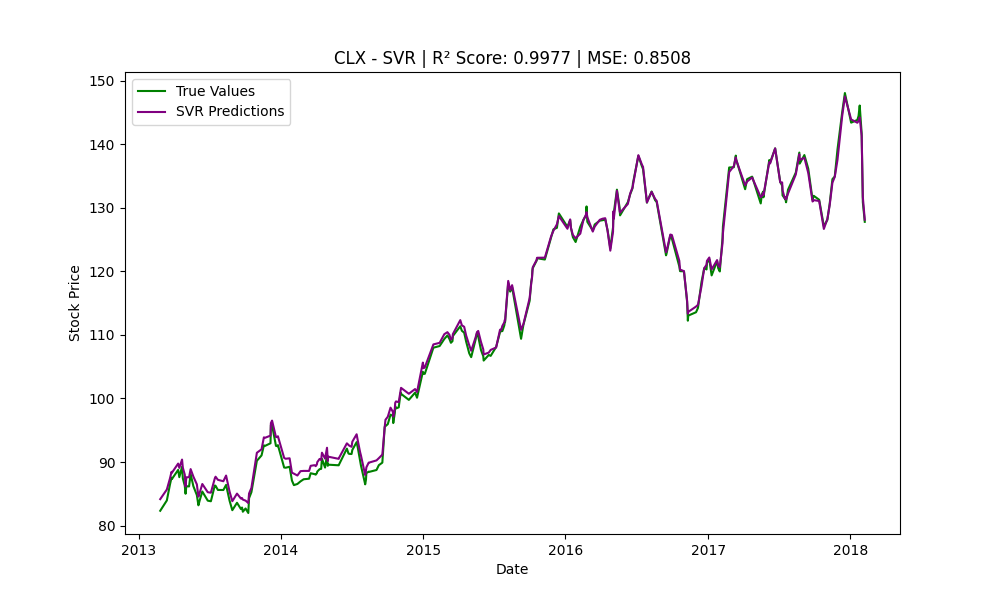 CLX - SVR | R² Score: 0.9977 | MSE: 0.8508
True Values
SVR Predictions
150
140
130
120
110
100
90
80
Stock Price
2013 2014 2015 2016 2017 2018
Date